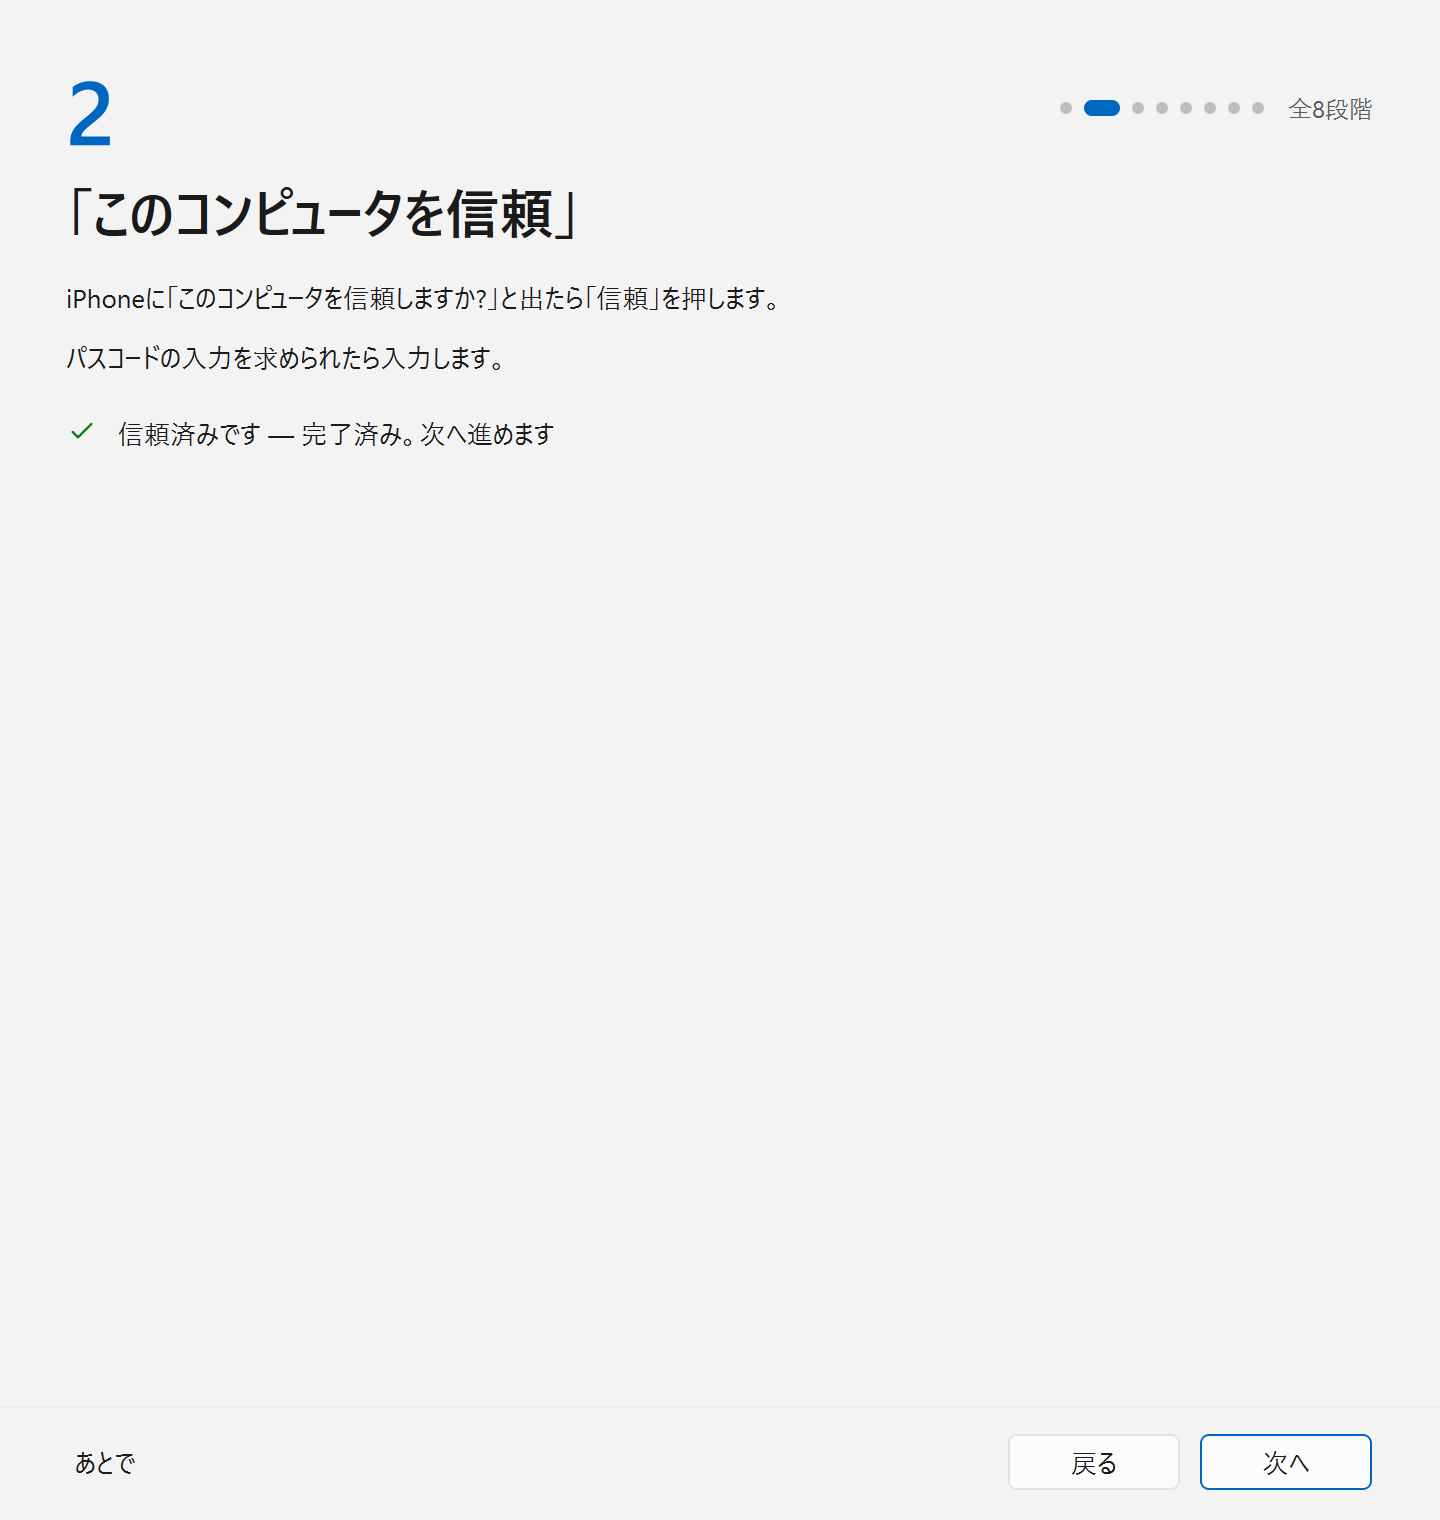 2
全8段階
「このコンピュータを信頼」
iPhoneに「このコンピュータを信頼しますか?」と出たら「信頼」を押します。
パスコードの入力を求められたら入力します。
信頼済みです — 完了済み。次へ進めます
あとで
戻る
次へ